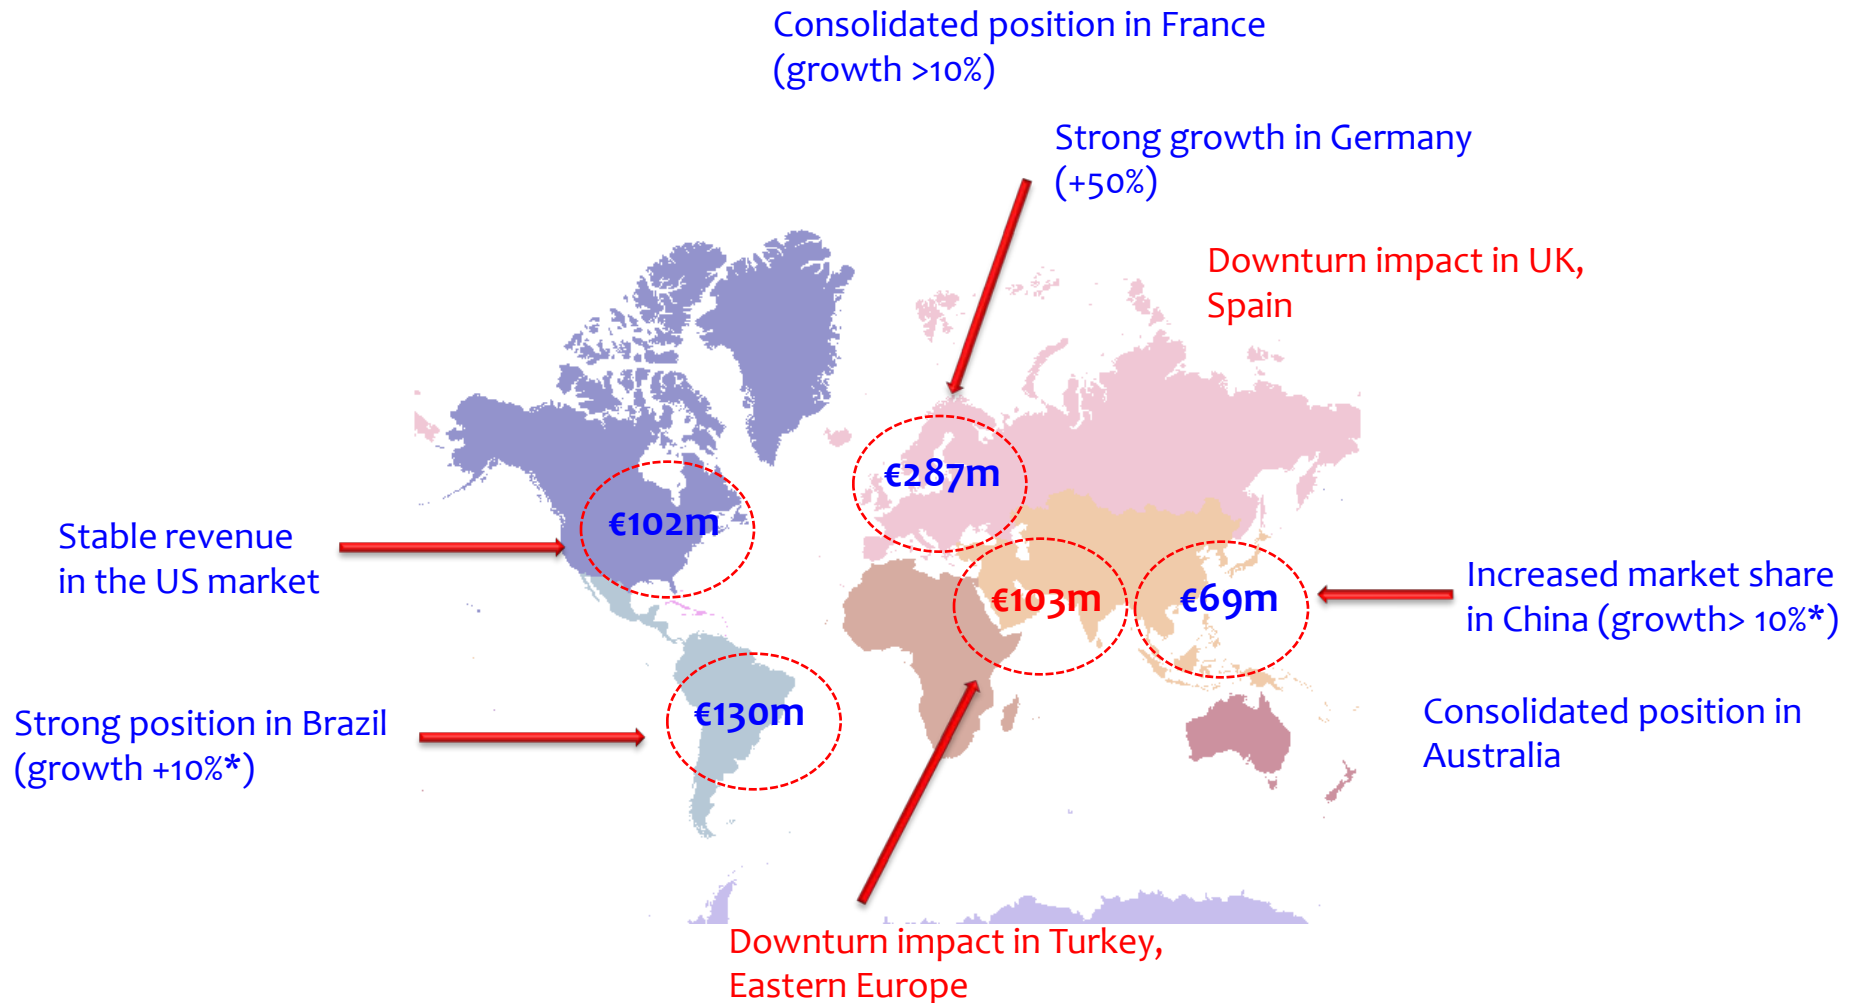 Consolidated position in France
(growth >10%)
Strong growth in Germany
(+50%)
Downturn impact in UK,
Spain
€287m
€102m
Stable revenue
in the US market
€103m
€69m
Increased market share
in China (growth> 10%*)
€130m
Strong position in Brazil
(growth +10%*)
Consolidated position in
Australia
Downturn impact in Turkey,
Eastern Europe